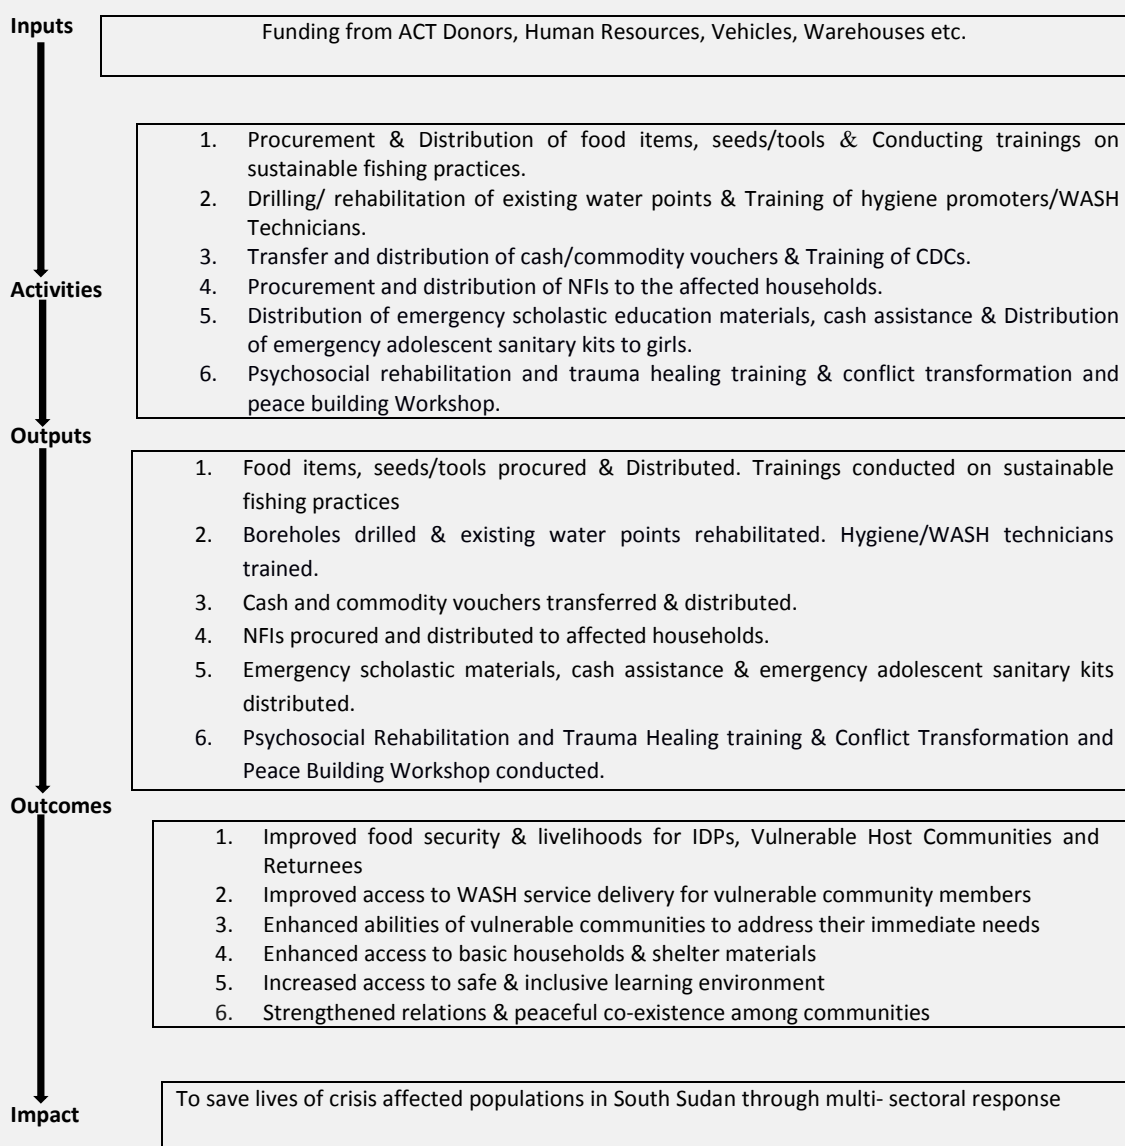 Inputs
Funding from ACT Donors, Human Resources, Vehicles, Warehouses etc.
1. Procurement & Distribution of food items, seeds/tools & Conducting trainings on
sustainable fishing practices.
2. Drilling/ rehabilitation of existing water points & Training of hygiene promoters/WASH
Technicians.
3. Transfer and distribution of cash/commodity vouchers & Training of CDCs.
Activities
4. Procurement and distribution of NFIs to the affected households.
5. Distribution of emergency scholastic education materials, cash assistance & Distribution
of emergency adolescent sanitary kits to girls.
6. Psychosocial rehabilitation and trauma healing training & conflict transformation and
peace building Workshop.
Outputs
1. Food items, seeds/tools procured & Distributed. Trainings conducted on sustainable
fishing practices
2. Boreholes drilled & existing water points rehabilitated. Hygiene/WASH technicians
trained.
3. Cash and commodity vouchers transferred & distributed.
4. NFIs procured and distributed to affected households.
5. Emergency scholastic materials, cash assistance & emergency adolescent sanitary kits
distributed.
6. Psychosocial Rehabilitation and Trauma Healing training & Conflict Transformation and
Peace Building Workshop conducted.
Outcomes
1. Improved food security & livelihoods for IDPs, Vulnerable Host Communities and
Returnees
2. Improved access to WASH service delivery for vulnerable community members
3. Enhanced abilities of vulnerable communities to address their immediate needs
4. Enhanced access to basic households & shelter materials
5. Increased access to safe & inclusive learning environment
6. Strengthened relations & peaceful co-existence among communities
Impact
To save lives of crisis affected populations in South Sudan through multi- sectoral response